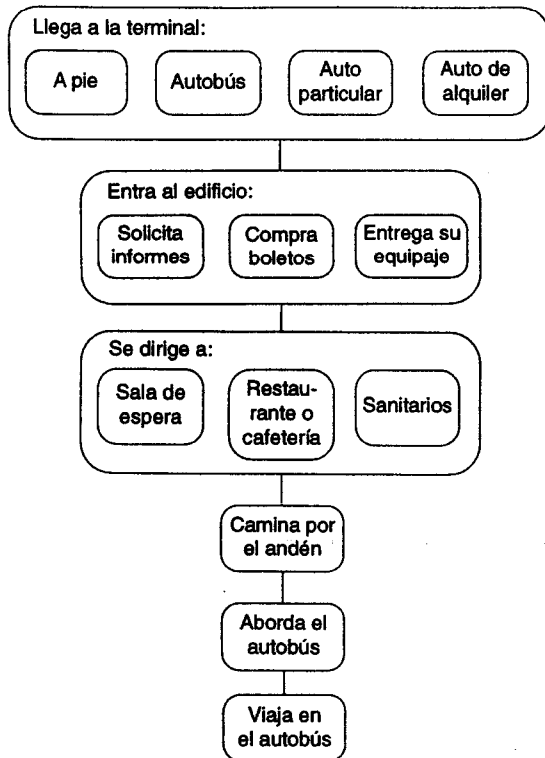 Llega a la terminal:
A pie
Autobús
Auto
particular
Auto de
alquiler
Entra al edificio:
Solicita
informes
Compra
boletos
Entrega su
equipaje
Se dirige a:
Sala de
espera
Restau-
rante o
cafetería
Sanitarios
Camina por
el andén
Aborda el
autobús
Viaja en
el autobús